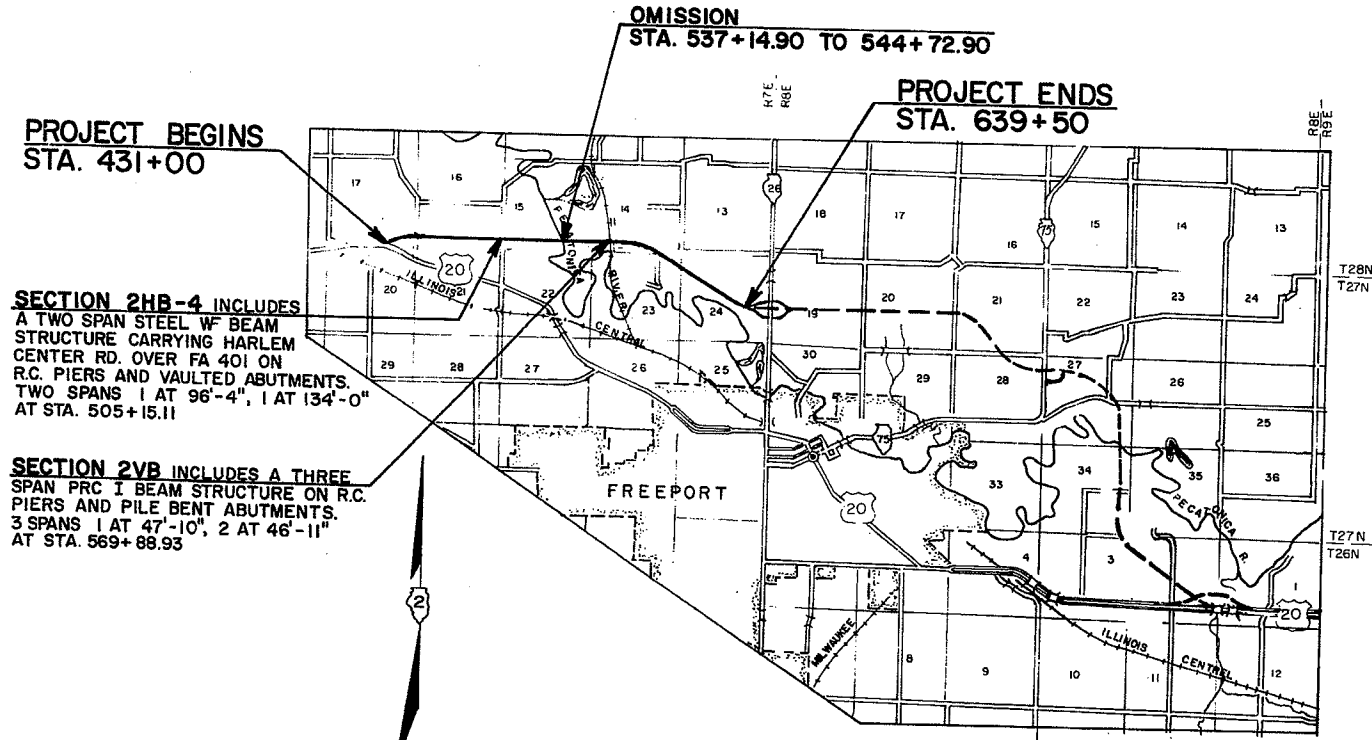 OMISSION
STA. 537+14.90 TO 544+72.90
PROJECT ENDS
STA. 639+50
PROJECT BEGINS
STA. 431+00
R7E
R8E
R8E
R9E
17
16
15
14
13
18
17
16
15
14
13
26
75
11
PECATONICA
RIVER
20
ILLINOIS
CENTRAL
20
21
22
23
24
19
20
21
22
23
24
T28N
T27N
SECTION 2HB-4 INCLUDES
A TWO SPAN STEEL WF BEAM
STRUCTURE CARRYING HARLEM
CENTER RD. OVER FA 401 ON
R.C. PIERS AND VAULTED ABUTMENTS.
TWO SPANS 1 AT 96'-4", 1 AT 134'-0"
AT STA. 505+15.11
29
28
27
26
25
30
29
28
27
26
25
SECTION 2VB INCLUDES A THREE
SPAN PRC I BEAM STRUCTURE ON R.C.
PIERS AND PILE BENT ABUTMENTS.
3 SPANS 1 AT 47'-10", 2 AT 46'-11"
AT STA. 569+88.93
75
FREEPORT
20
33
34
35
36
PECATONICA R.
T27N
T26N
4
3
1
20
2
MILWAUKEE
ILLINOIS
CENTREL
8
9
10
11
12